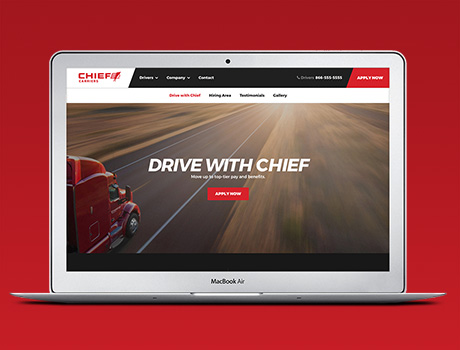 CHIEF
CARRIERS
Drivers Company Contact
Drivers 866-555-5555
APPLY NOW
Drive with Chief Hiring Area Testimonials Gallery
DRIVE WITH CHIEF
Move up to top-tier pay and benefits.
APPLY NOW
MacBook Air